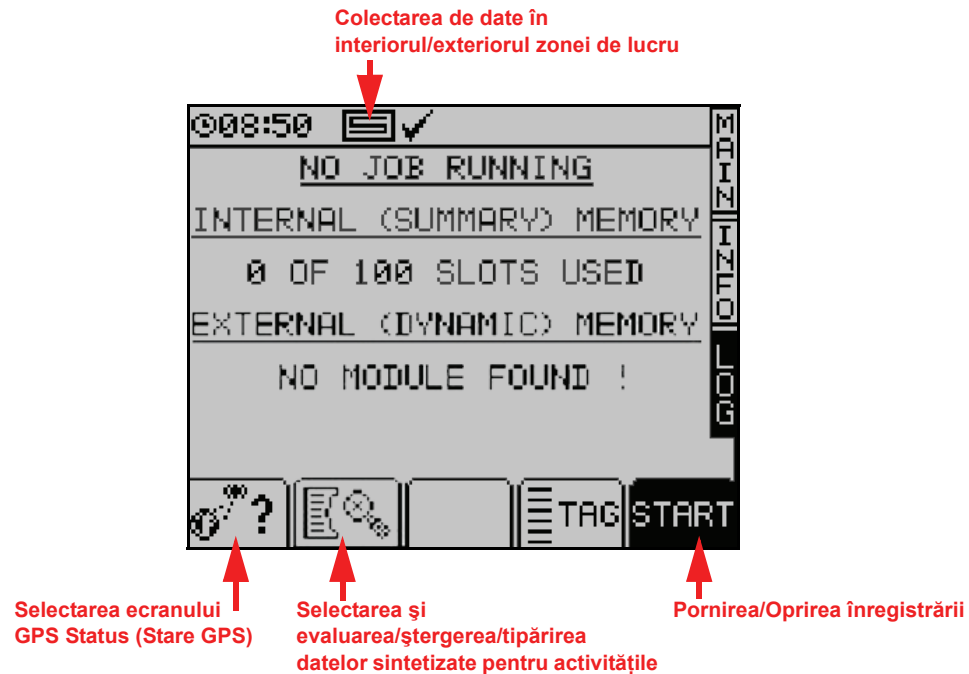 Colectarea de date în
interiorul/exteriorul zonei de lucru
08:50
NO JOB RUNNING
INTERNAL (SUMMARY) MEMORY
0 OF 100 SLOTS USED
EXTERNAL (DYNAMIC) MEMORY
NO MODULE FOUND !
MAIN
INFO
LOG
?
TAG
START
Selectarea ecranului
GPS Status (Stare GPS)
Selectarea şi
evaluarea/ştergerea/tipărirea
datelor sintetizate pentru activităţile
Pornirea/Oprirea înregistrării